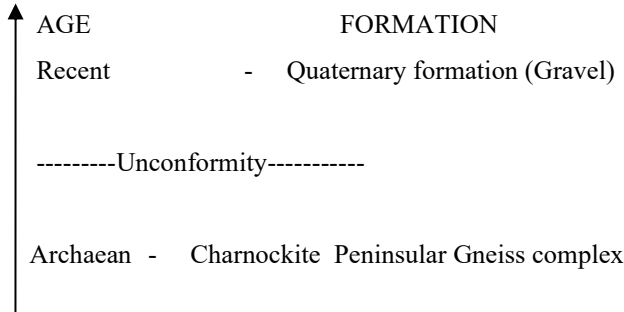 AGE FORMATION
Recent - Quaternary formation (Gravel)
---------Unconformity-----------
Archaean - Charnockite Peninsular Gneiss complex